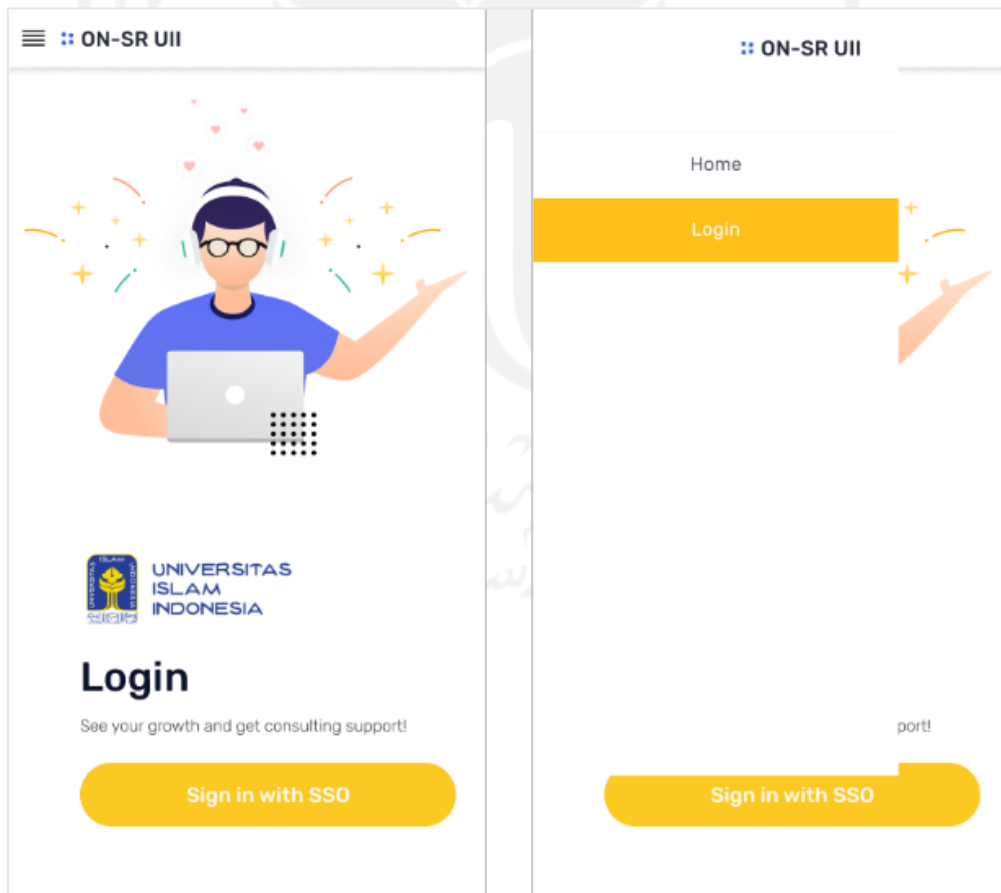 ON-SR UII
UNIVERSITAS
ISLAM
INDONESIA
Login
See your growth and get consulting support!
Sign in with SSO
ON-SR UII
Home
Login
port!
Sign in with SSO